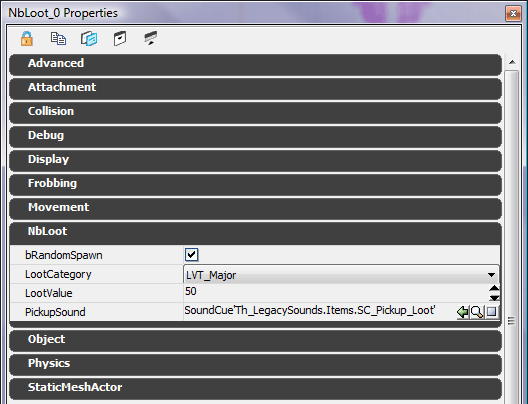 NbLoot_0 Properties
Advanced
Attachment
Collision
Debug
Display
Frobbing
Movement
NbLoot
bRandomSpawn
LootCategory LVT_Major
LootValue 50
PickupSound SoundCue'Th_LegacySounds.Items.SC_Pickup_Loot'
Object
Physics
StaticMeshActor